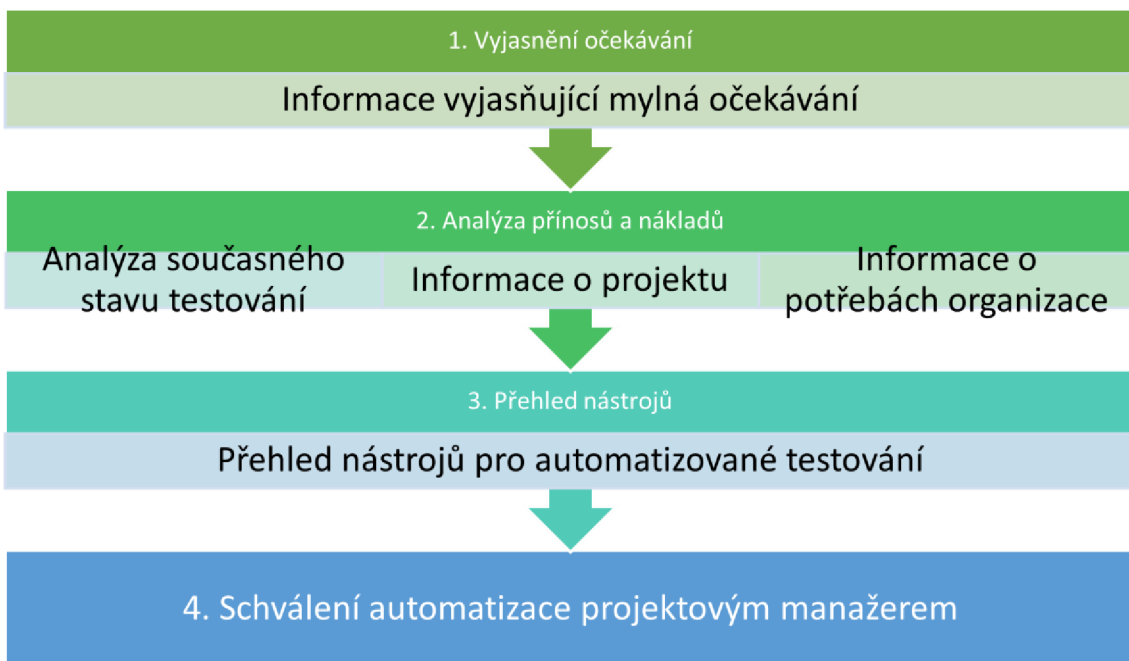 1. Vyjasnění očekávání
Informace vyjasňující mylná očekávání
2. Analýza přínosů a nákladů
Analýza současného
stavu testování
Informace o projektu
Informace o
potřebách organizace
3. Přehled nástrojů
Přehled nástrojů pro automatizované testování
4. Schválení automatizace projektovým manažerem